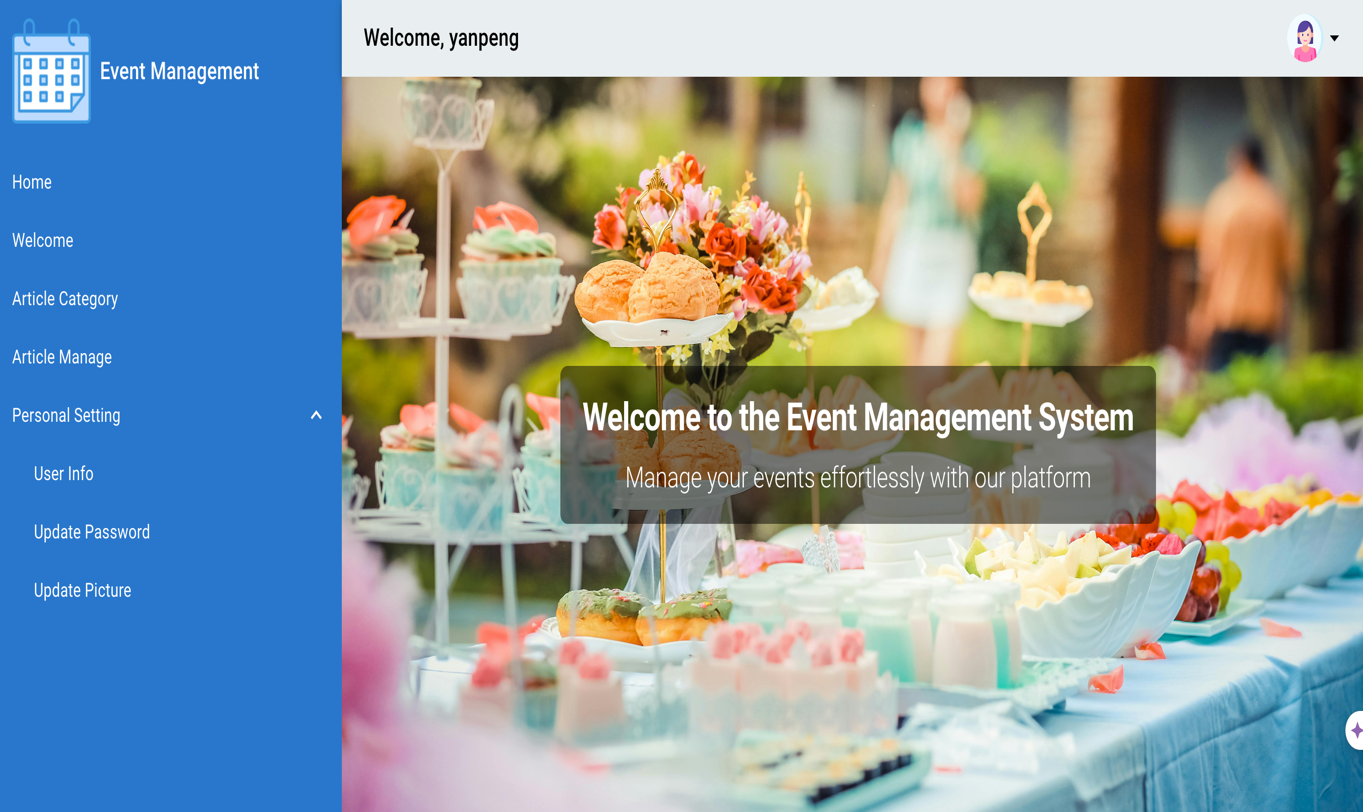 Event Management
Welcome, yanpeng
Home
Welcome
Article Category
Article Manage
Personal Setting
User Info
Update Password
Update Picture
Welcome to the Event Management System
Manage your events effortlessly with our platform